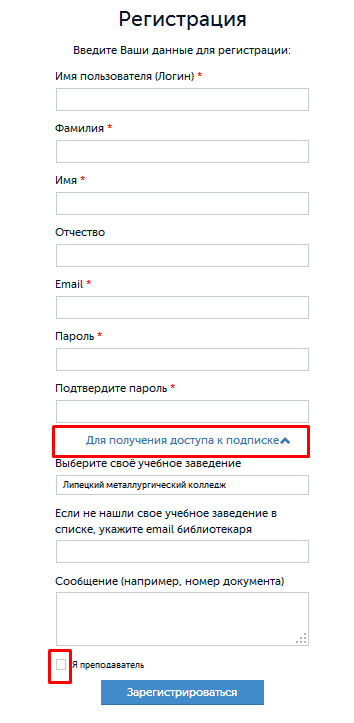 Регистрация
Введите Ваши данные для регистрации:
Имя пользователя (Логин) *
Фамилия *
Имя *
Отчество
Email *
Пароль *
Подтвердите пароль *
Для получения доступа к подписке
Выберите своё учебное заведение
Липецкий металлургический колледж
Если не нашли свое учебное заведение в
списке, укажите email библиотекаря
Сообщение (например, номер документа)
Я преподаватель
Зарегистрироваться